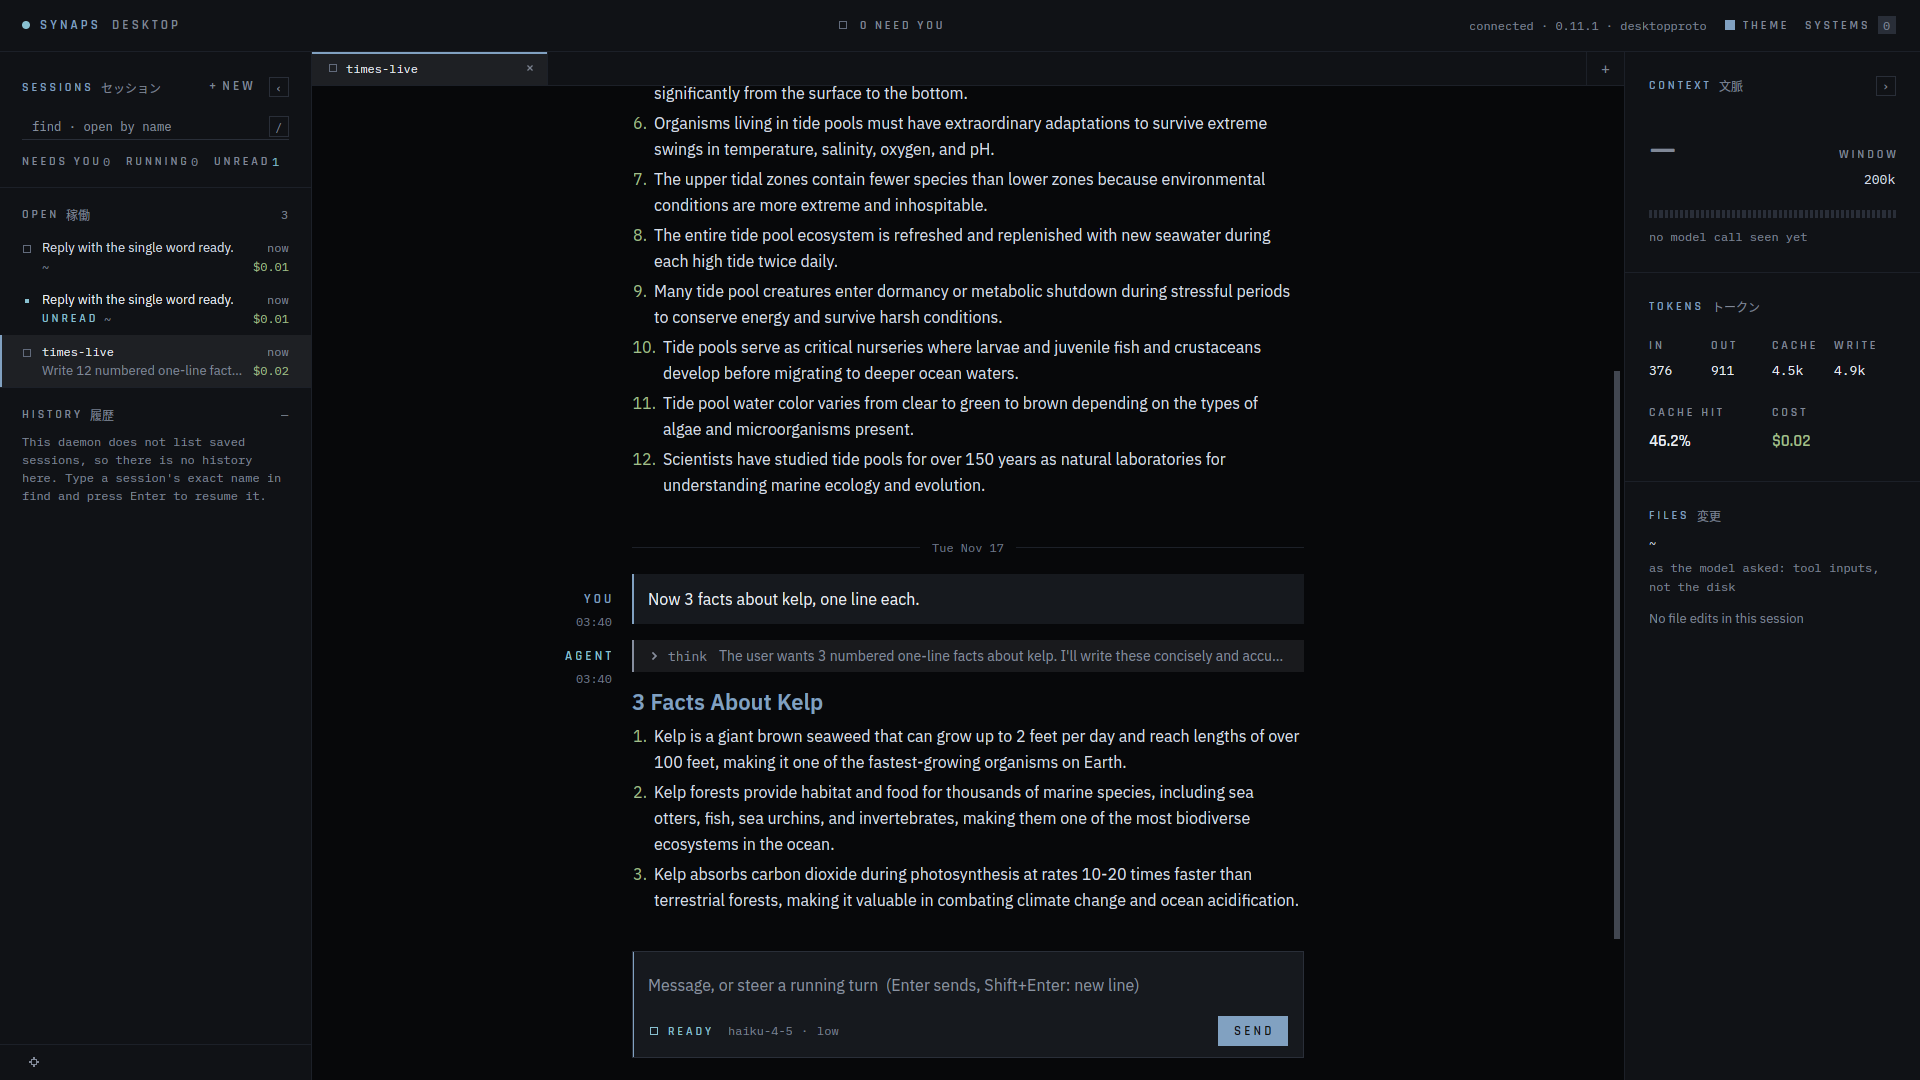 SYNAPS DESKTOP
0 NEED YOU
connected · 0.11.1 · desktopproto
THEME
SYSTEMS 0
SESSIONS セッション
+ NEW
‹
find · open by name
/
NEEDS YOU 0 RUNNING 0 UNREAD 1
OPEN 稼働 3
Reply with the single word ready. now
~ $0.01
Reply with the single word ready. now
UNREAD ~ $0.01
times-live now
Write 12 numbered one-line fact... $0.02
HISTORY 履歴 —
This daemon does not list saved
sessions, so there is no history
here. Type a session's exact name in
find and press Enter to resume it.
times-live ×
+
significantly from the surface to the bottom.
6. Organisms living in tide pools must have extraordinary adaptations to survive extreme
swings in temperature, salinity, oxygen, and pH.
7. The upper tidal zones contain fewer species than lower zones because environmental
conditions are more extreme and inhospitable.
8. The entire tide pool ecosystem is refreshed and replenished with new seawater during
each high tide twice daily.
9. Many tide pool creatures enter dormancy or metabolic shutdown during stressful periods
to conserve energy and survive harsh conditions.
10. Tide pools serve as critical nurseries where larvae and juvenile fish and crustaceans
develop before migrating to deeper ocean waters.
11. Tide pool water color varies from clear to green to brown depending on the types of
algae and microorganisms present.
12. Scientists have studied tide pools for over 150 years as natural laboratories for
understanding marine ecology and evolution.
Tue Nov 17
YOU
03:40
Now 3 facts about kelp, one line each.
AGENT
03:40
› think The user wants 3 numbered one-line facts about kelp. I'll write these concisely and accu...
3 Facts About Kelp
1. Kelp is a giant brown seaweed that can grow up to 2 feet per day and reach lengths of over
100 feet, making it one of the fastest-growing organisms on Earth.
2. Kelp forests provide habitat and food for thousands of marine species, including sea
otters, fish, sea urchins, and invertebrates, making them one of the most biodiverse
ecosystems in the ocean.
3. Kelp absorbs carbon dioxide during photosynthesis at rates 10-20 times faster than
terrestrial forests, making it valuable in combating climate change and ocean acidification.
Message, or steer a running turn (Enter sends, Shift+Enter: new line)
READY haiku-4-5 · low
SEND
CONTEXT 文脈
›
—
WINDOW
200k
no model call seen yet
TOKENS トークン
IN OUT CACHE WRITE
376 911 4.5k 4.9k
CACHE HIT COST
46.2% $0.02
FILES 変更
~
as the model asked: tool inputs,
not the disk
No file edits in this session